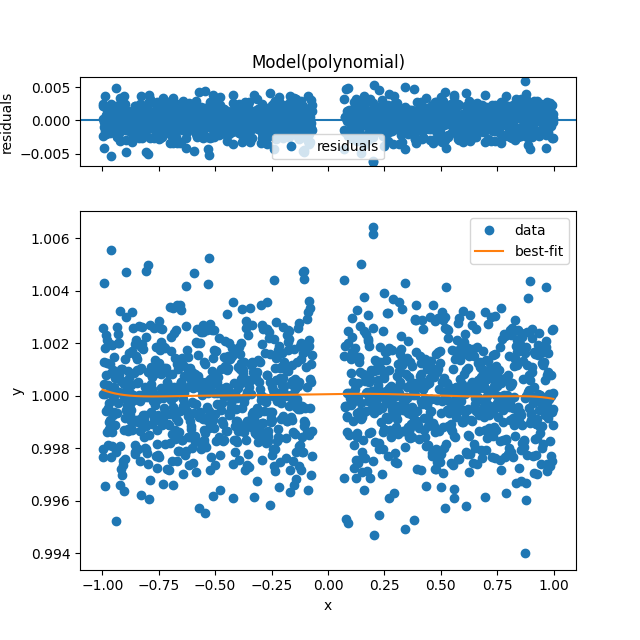 Model(polynomial)
residuals
0.005
0.000
−0.005
residuals
y
1.006
1.004
1.002
1.000
0.998
0.996
0.994
data
best-fit
−1.00 −0.75 −0.50 −0.25 0.00 0.25 0.50 0.75 1.00
x